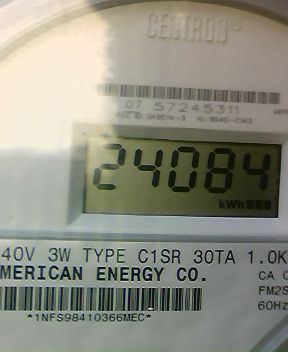 CENTRON®
07 57245311
24084
kWh
40V 3W TYPE C1SR 30TA 1.0K
MERICAN ENERGY CO.
CA
FM2S
60Hz
*1NFS98410366MEC*